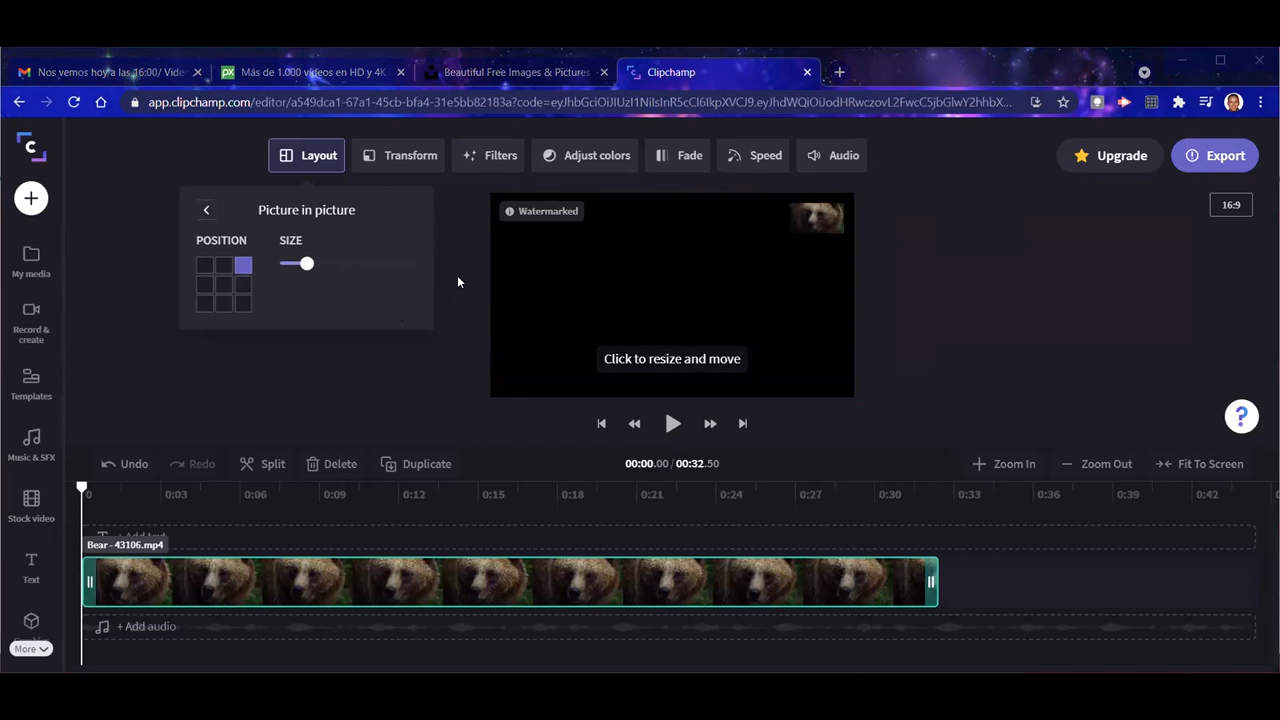 Nos vemos hoy a las 16:00/ Vide
Más de 1.000 vídeos en HD y 4K
Beautiful Free Images & Pictures
Clipchamp
app.clipchamp.com/editor/a549dca1-67a1-45cb-bfa4-31e5bb82183a?code=eyJhbGciOiJIUzI1NiIsInR5cCI6IkpXVCJ9.eyJhdWQiOiJodHRwczovL2FwcC5jbGlwY2hhbX...
Layout
Transform
Filters
Adjust colors
Fade
Speed
Audio
Upgrade
Export
Picture in picture
POSITION
SIZE
Watermarked
16:9
Click to resize and move
My media
Record &
create
Templates
Music & SFX
Stock video
Text
More
Undo
Redo
Split
Delete
Duplicate
00:00.00 / 00:32.50
Zoom In
Zoom Out
Fit To Screen
0 0:03 0:06 0:09 0:12 0:15 0:18 0:21 0:24 0:27 0:30 0:33 0:36 0:39 0:42
Bear - 43106.mp4
+ Add audio